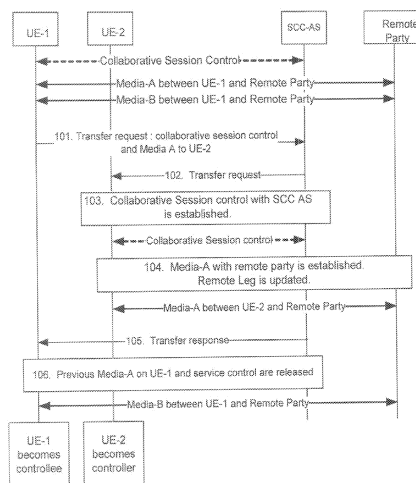 UE-1
UE-2
SCC-AS
Remote
Party
Collaborative Session Control
Media-A between UE-1 and Remote Party
Media-B between UE-1 and Remote Party
101. Transfer request : collaborative session control
and Media A to UE-2
102. Transfer request
103. Collaborative Session control with SCC AS
is established.
Collaborative Session control
104. Media-A with remote party is established.
Remote Leg is updated.
Media-A between UE-2 and Remote Party
105. Transfer response
106. Previous Media-A on UE-1 and service control are released
Media-B between UE-1 and Remote Party
UE-1
becomes
controllee
UE-2
becomes
controller